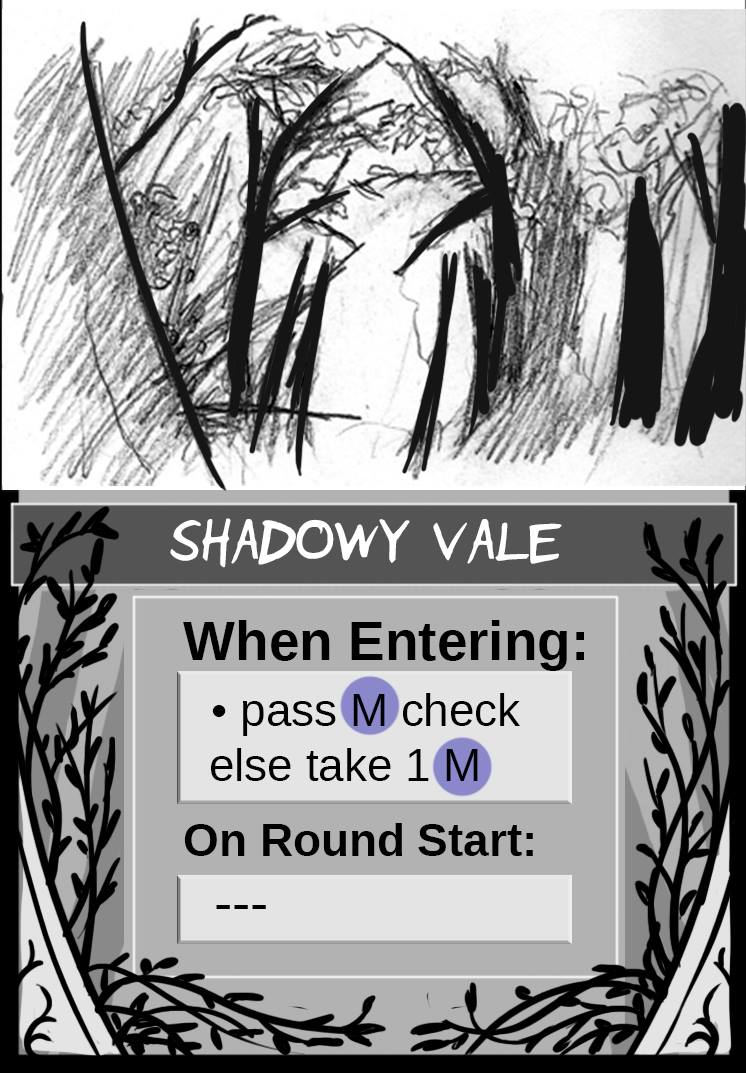 SHADOWY VALE
When Entering:
• pass M check
else take 1 M
On Round Start:
---